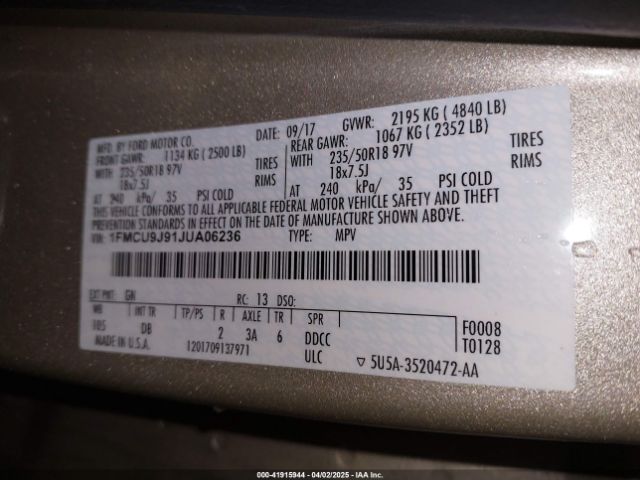 MFD. BY FORD MOTOR CO. DATE: 09/17 GVWR: 2195 KG ( 4840 LB)
FRONT GAWR: 1134 KG ( 2500 LB) REAR GAWR: 1067 KG ( 2352 LB)
WITH 235/50R18 97V TIRES WITH 235/50R18 97V TIRES
18x7.5J RIMS 18x7.5J RIMS
AT 240 kPa/ 35 PSI COLD AT 240 kPa/ 35 PSI COLD
THIS VEHICLE CONFORMS TO ALL APPLICABLE FEDERAL MOTOR VEHICLE SAFETY AND THEFT
PREVENTION STANDARDS IN EFFECT ON THE DATE OF MANUFACTURE SHOWN ABOVE.
VIN: 1FMCU9J91JUA06236 TYPE: MPV
EXT PNT: GN RC: 13 DSO:
WB INT TR TP/PS R AXLE TR SPR
105 DB 2 3A 6 DDCC
ULC
F0008
T0128
MADE IN U.S.A. 1201709137971
▽ 5U5A-3520472-AA
000-41915944 - 04/02/2025 - IAA Inc.